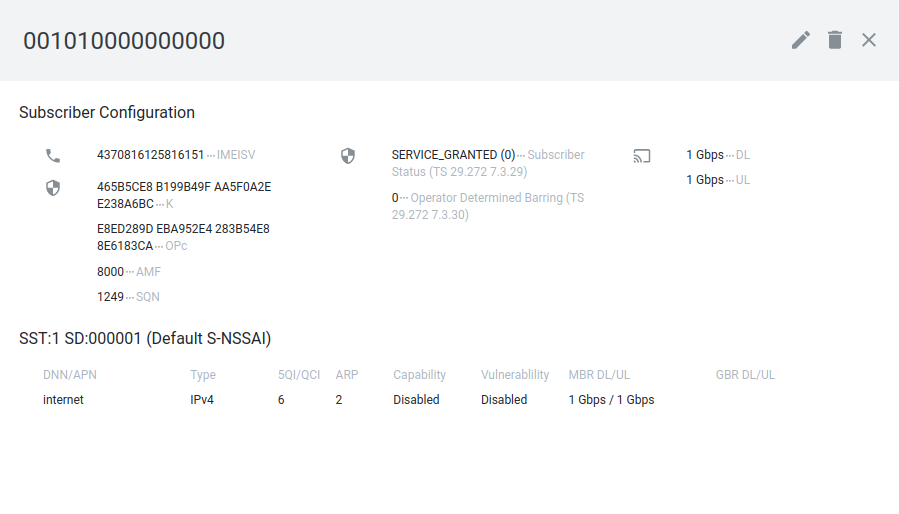 001010000000000
Subscriber Configuration
4370816125816151···IMEISV
465B5CE8 B199B49F AA5F0A2E
E238A6BC···K
E8ED289D EBA952E4 283B54E8
8E6183CA···OPc
8000···AMF
1249···SQN
SERVICE_GRANTED (0)···Subscriber
Status (TS 29.272 7.3.29)
0···Operator Determined Barring (TS
29.272 7.3.30)
1 Gbps···DL
1 Gbps···UL
SST:1 SD:000001 (Default S-NSSAI)
DNN/APN Type 5QI/QCI ARP Capability Vulnerablility MBR DL/UL GBR DL/UL
internet IPv4 6 2 Disabled Disabled 1 Gbps / 1 Gbps